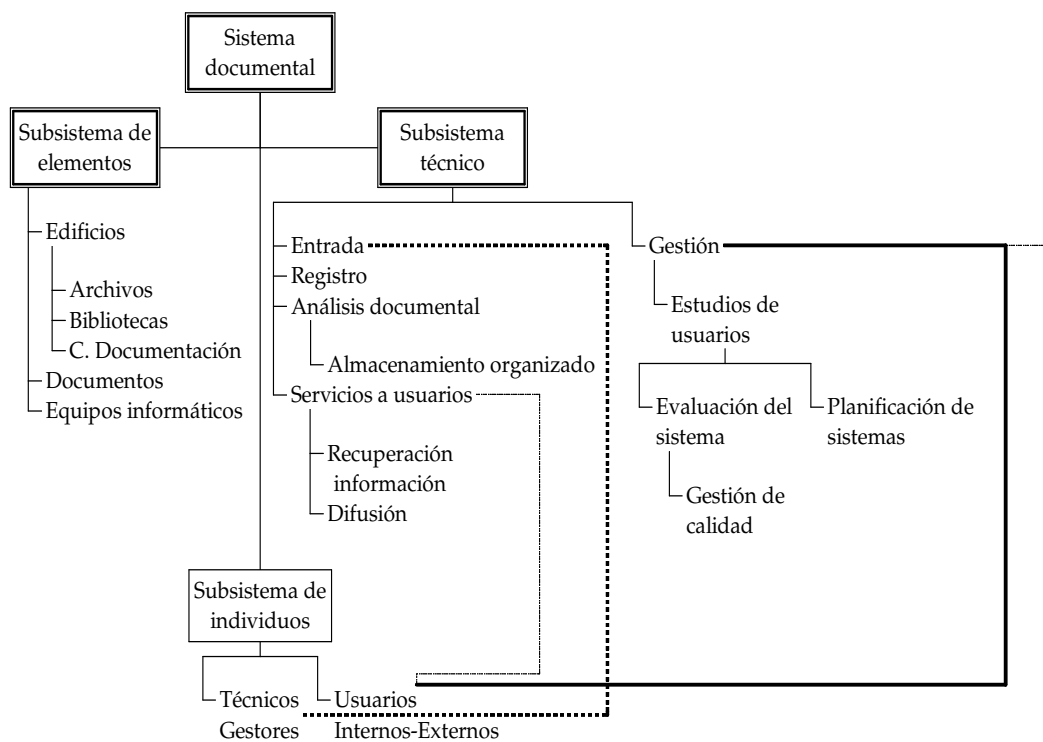 Sistema
documental
Subsistema de
elementos
Subsistema
técnico
Edificios
Archivos
Bibliotecas
C. Documentación
Documentos
Equipos informáticos
Entrada
Registro
Análisis documental
Almacenamiento organizado
Servicios a usuarios
Recuperación
información
Difusión
Gestión
Estudios de
usuarios
Evaluación del
sistema
Planificación de
sistemas
Gestión de
calidad
Subsistema de
individuos
Técnicos
Gestores
Usuarios
Internos-Externos